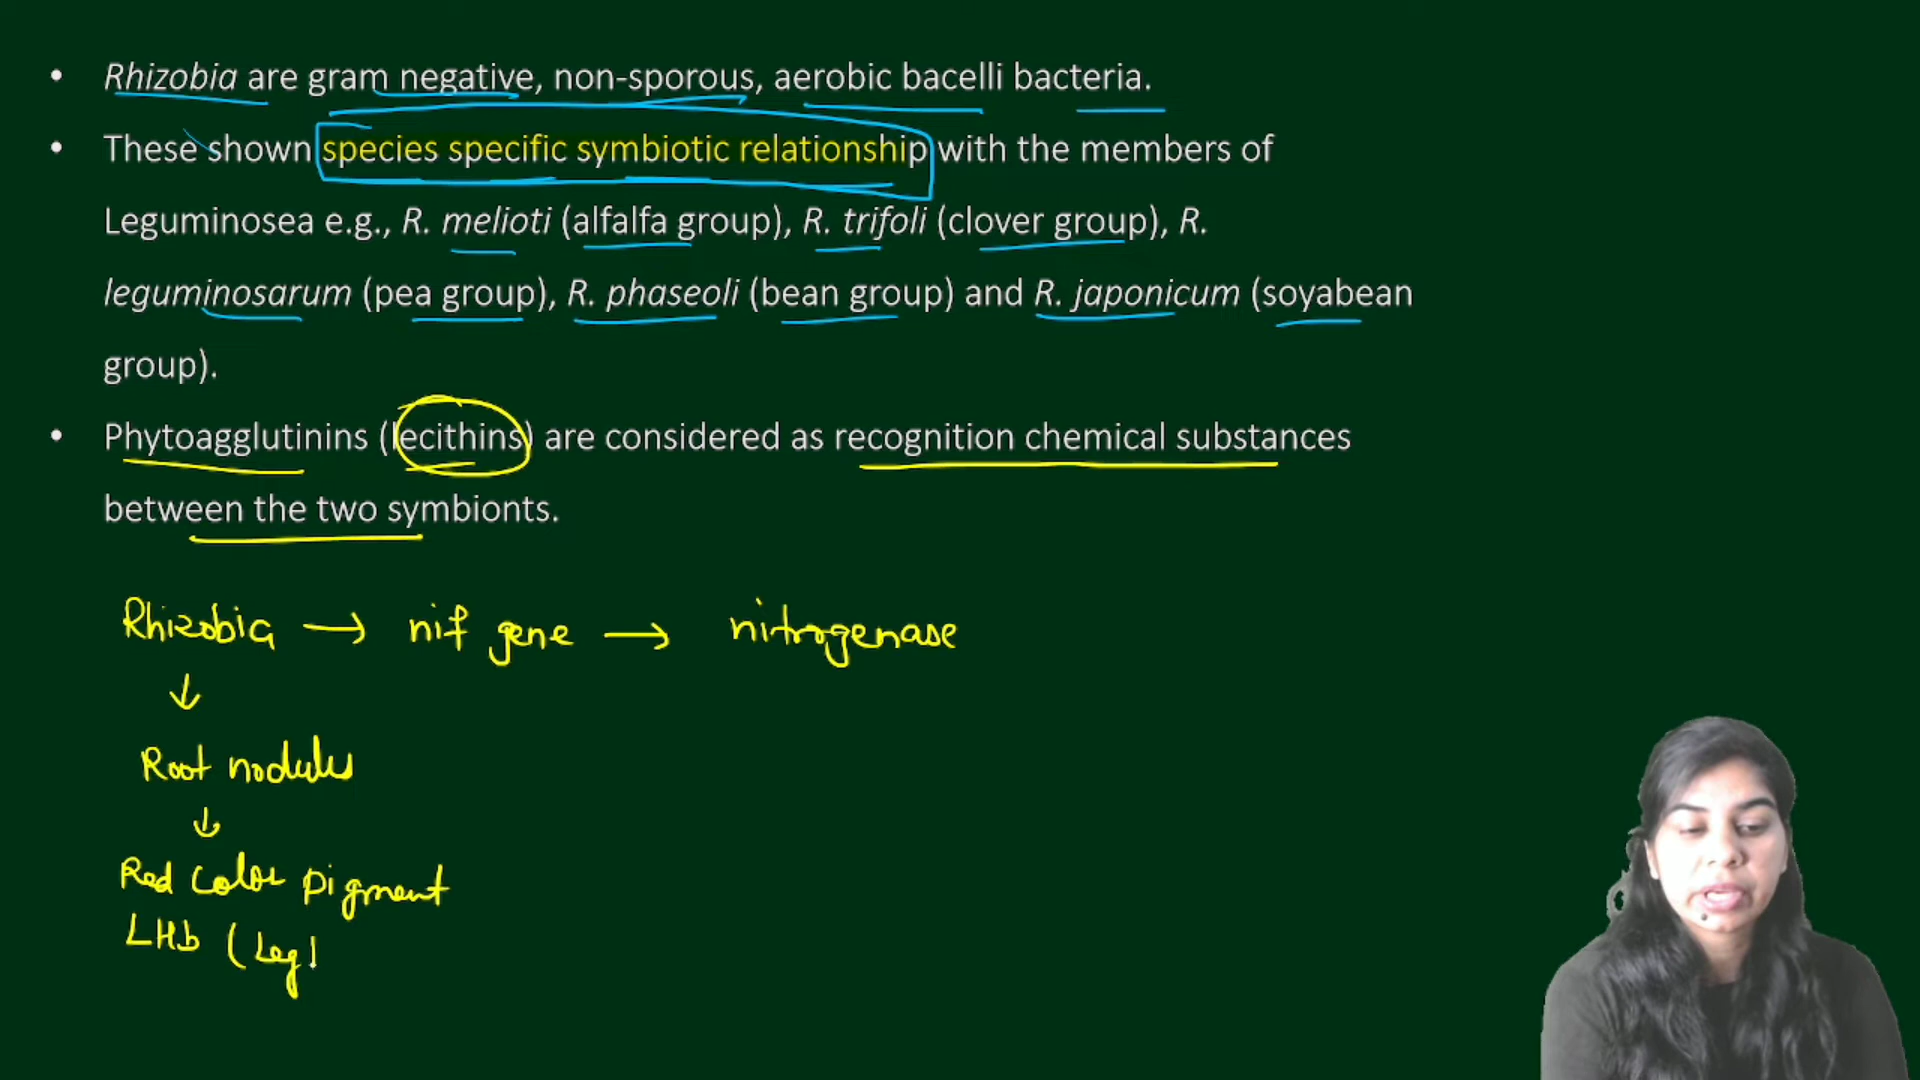 • Rhizobia are gram negative, non-sporous, aerobic bacelli bacteria.
• These shown species specific symbiotic relationship with the members of
Leguminosea e.g., R. melioti (alfalfa group), R. trifoli (clover group), R.
leguminosarum (pea group), R. phaseoli (bean group) and R. japonicum (soyabean
group).
• Phytoagglutinins (lecithins) are considered as recognition chemical substances
between the two symbionts.
Rhizobia → nif gene → nitrogenase
↓
Root nodules
↓
Red color pigment
LHb (Legl